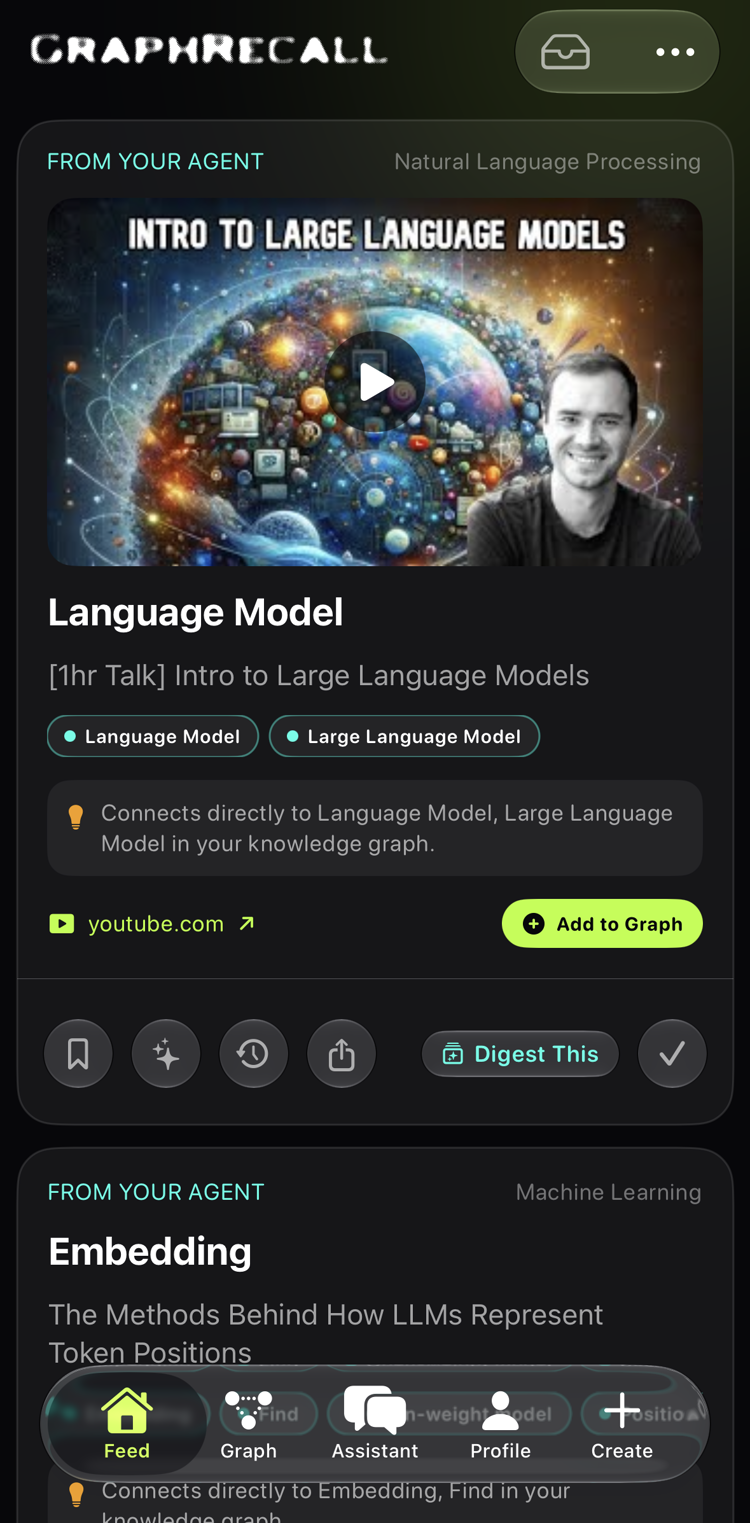 GRAPHRECALL
FROM YOUR AGENT
Natural Language Processing
INTRO TO LARGE LANGUAGE MODELS
Language Model
[1hr Talk] Intro to Large Language Models
Language Model
Large Language Model
Connects directly to Language Model, Large Language
Model in your knowledge graph.
youtube.com
Add to Graph
Digest This
FROM YOUR AGENT
Machine Learning
Embedding
The Methods Behind How LLMs Represent
Token Positions
Find
Feed
Graph
Assistant
Profile
Create
Connects directly to Embedding, Find in your
knowledge graph.